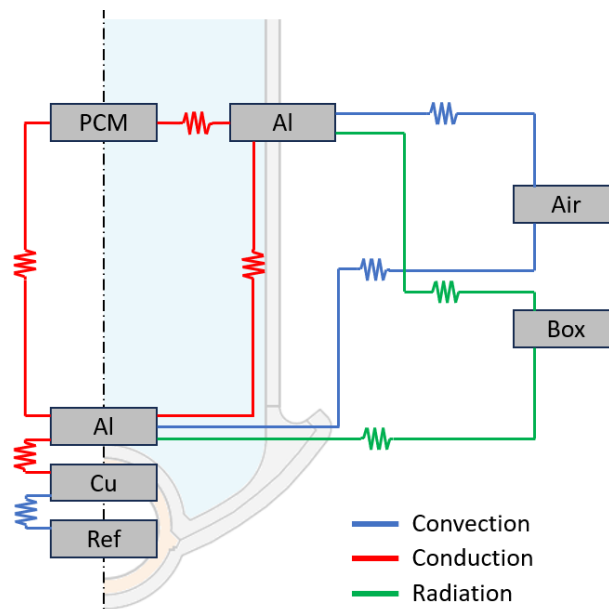 PCM
Al
Air
Box
Al
Cu
Ref
Convection
Conduction
Radiation